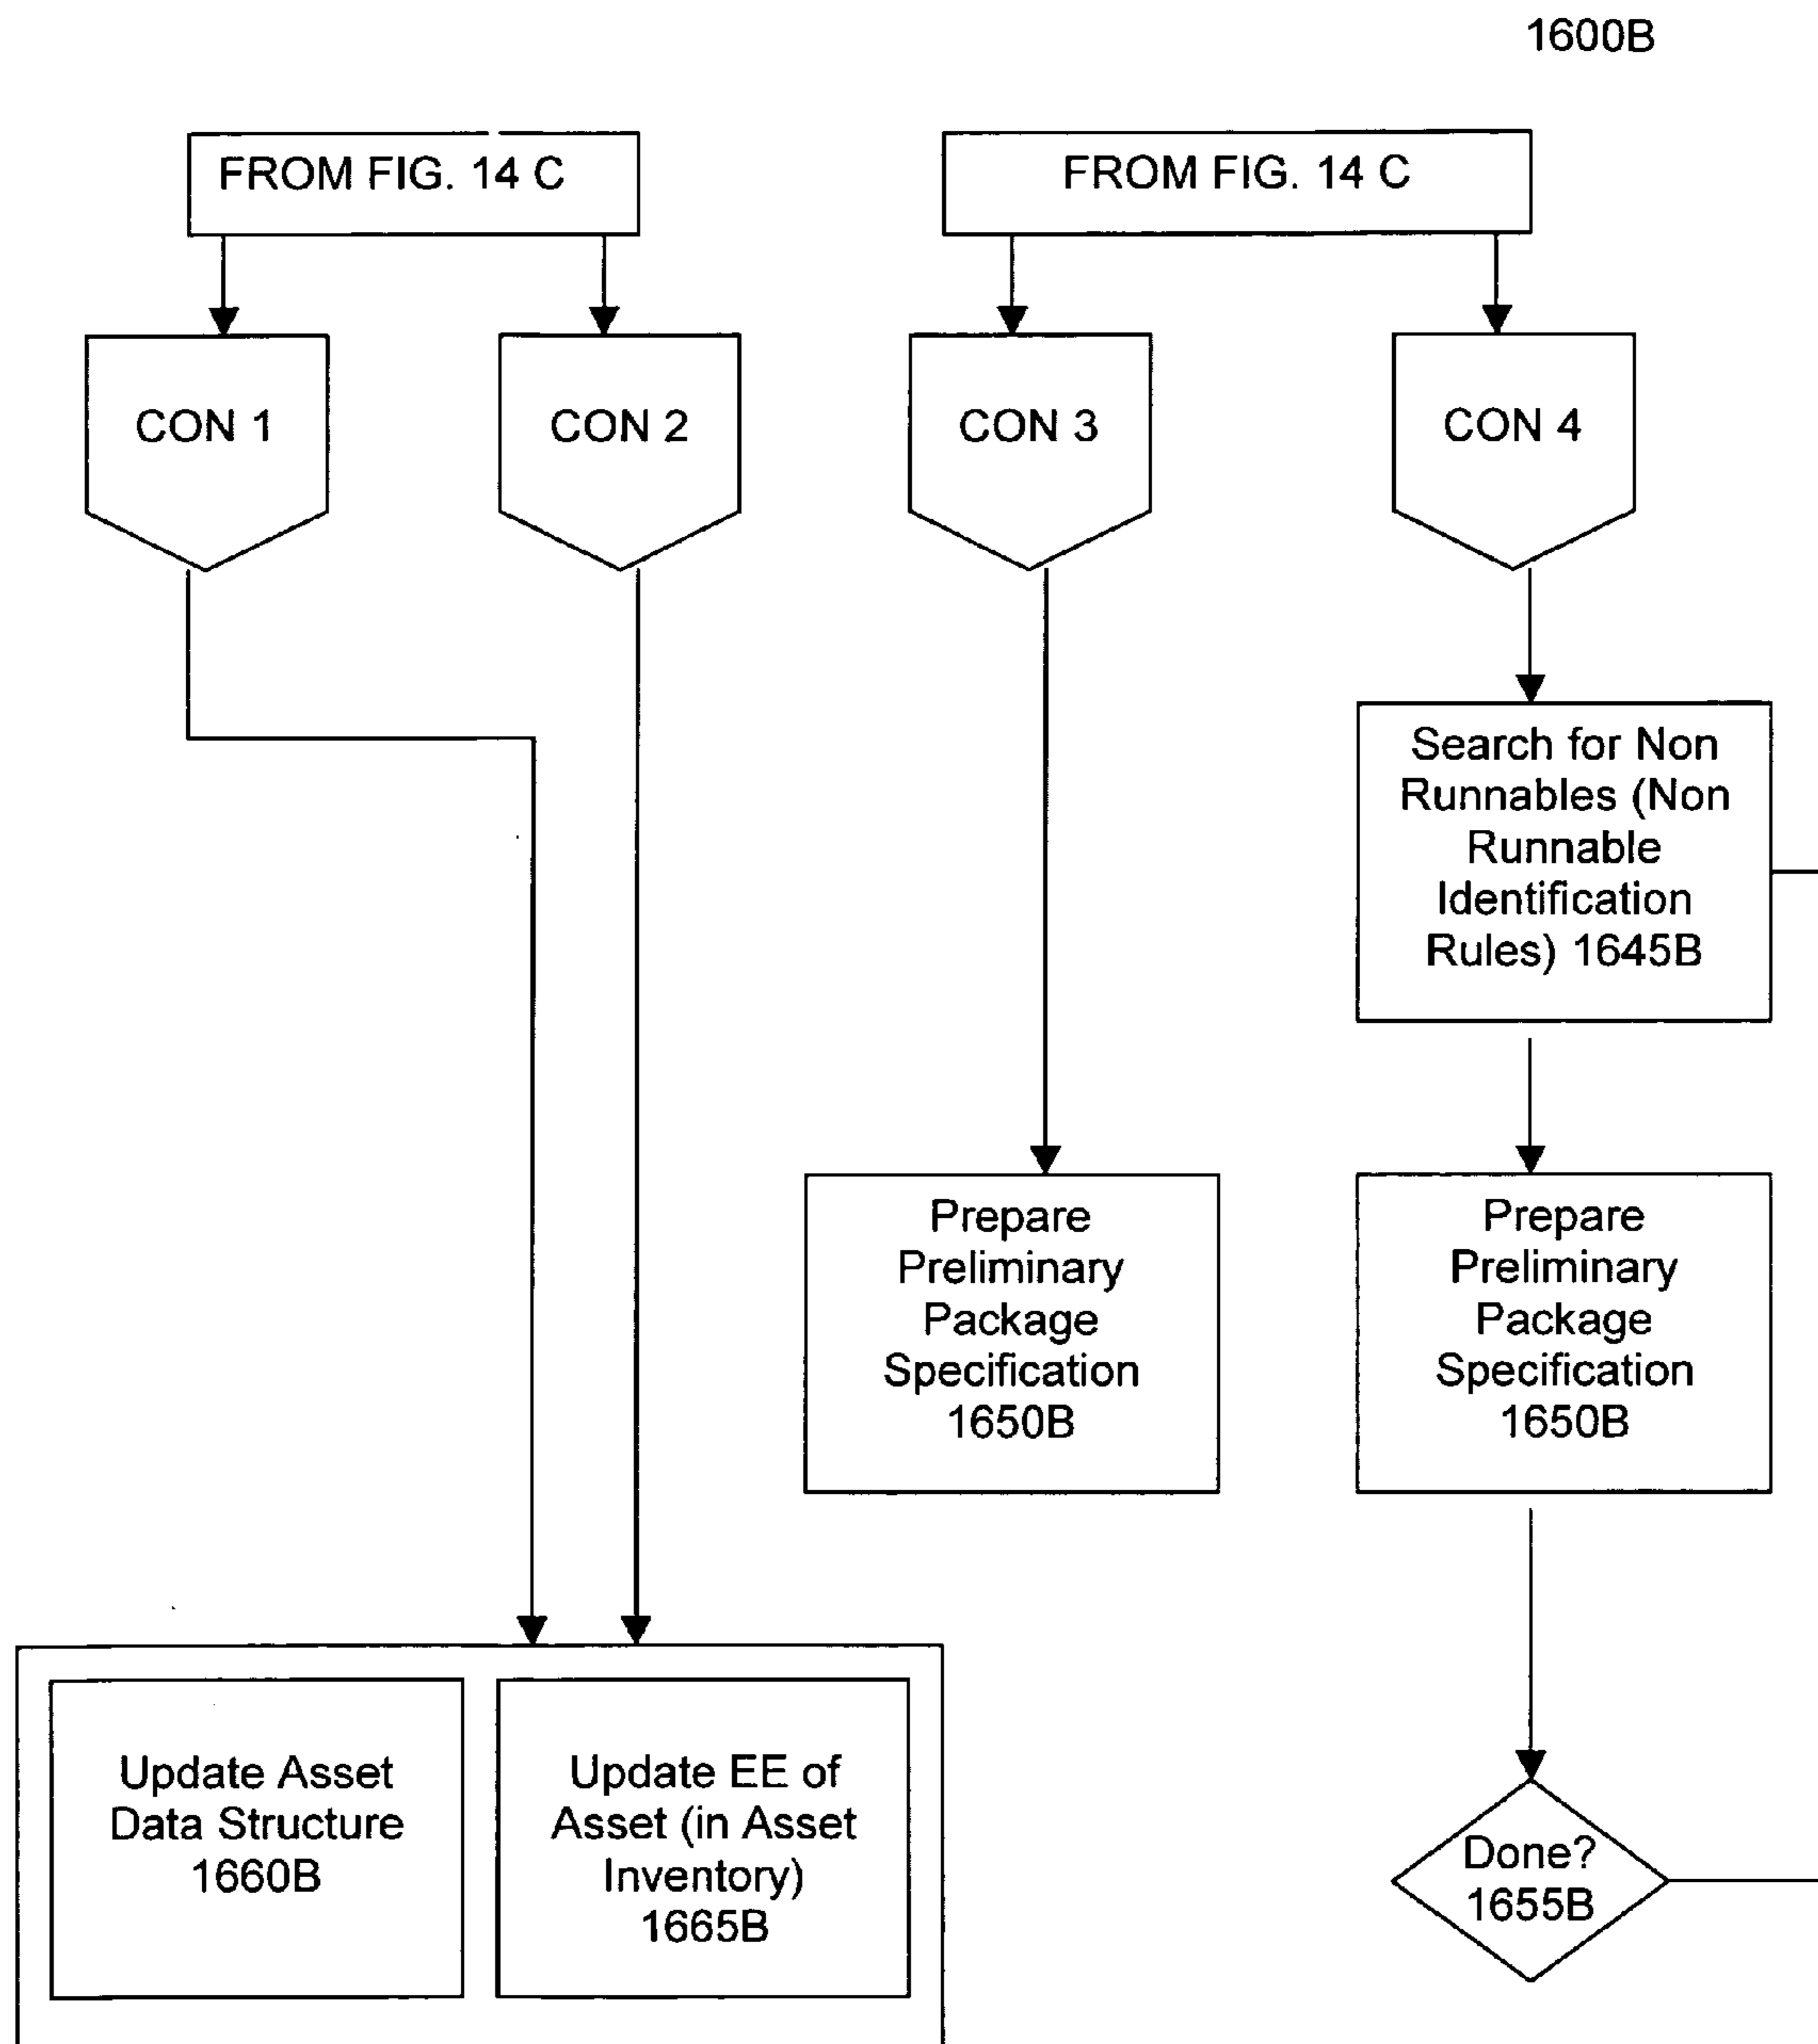 1600B
FROM FIG. 14 C
FROM FIG. 14 C
CON 1
CON 2
CON 3
CON 4
Search for Non
Runnables (Non
Runnable
Identification
Rules) 1645B
Prepare
Preliminary
Package
Specification
1650B
Prepare
Preliminary
Package
Specification
1650B
Update Asset
Data Structure
1660B
Update EE of
Asset (in Asset
Inventory)
1665B
Done?
1655B